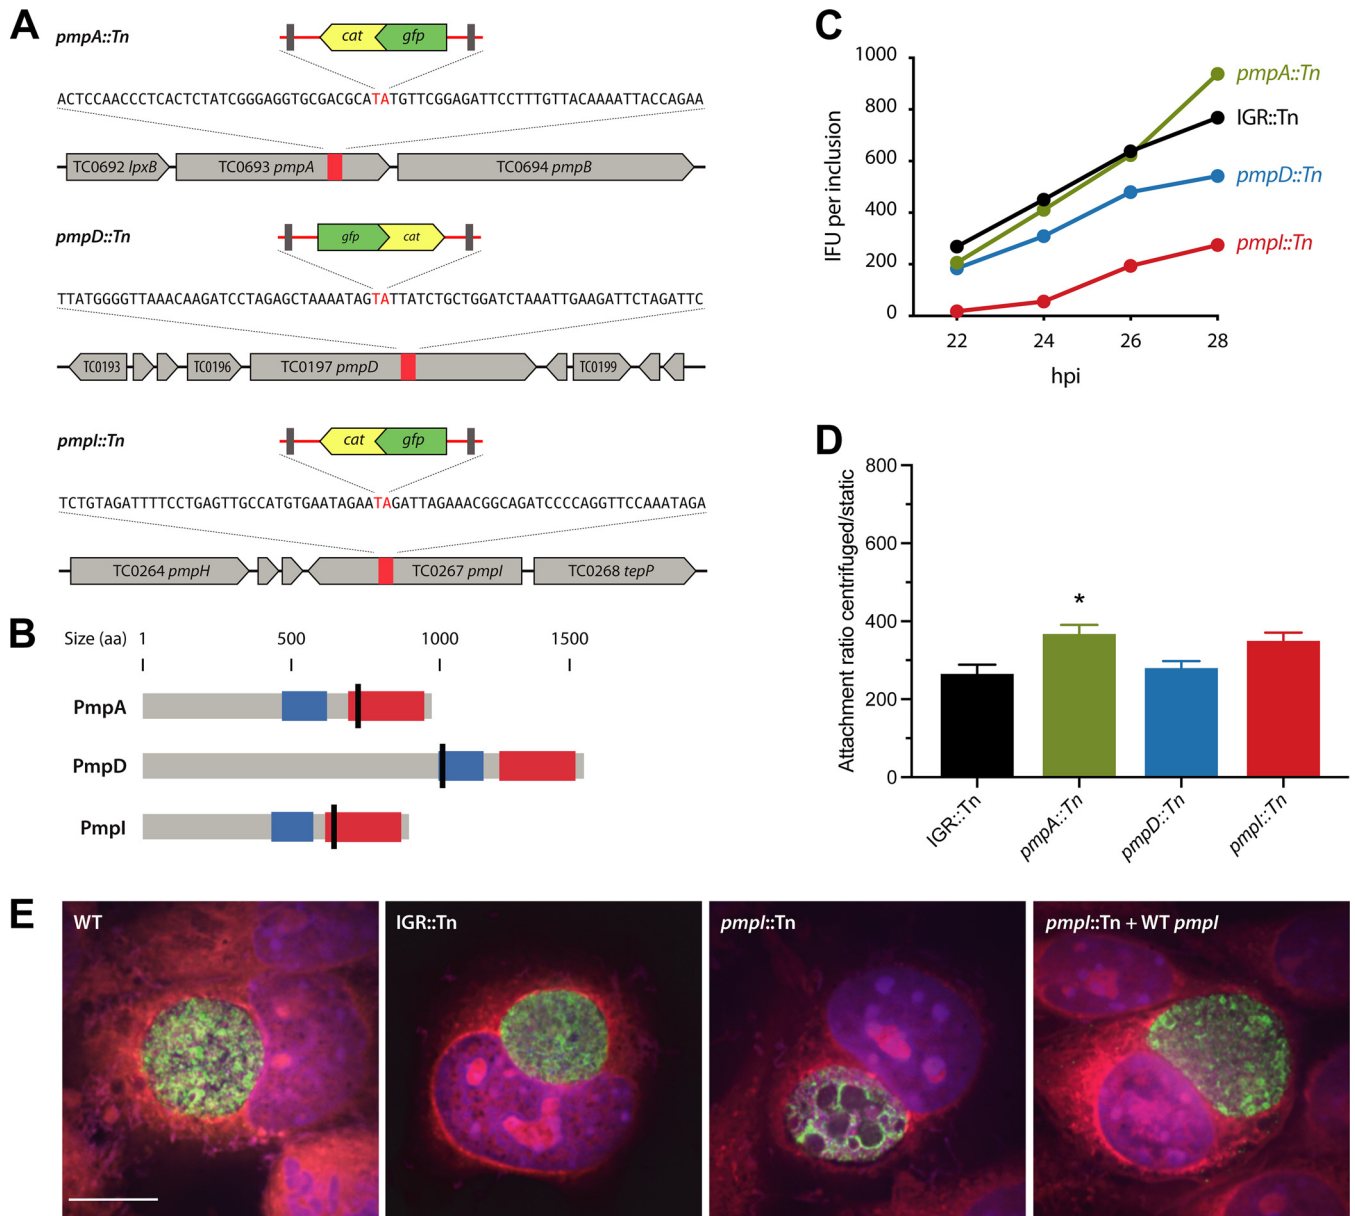 A
pmpA::Tn
cat gfp
ACTCCAACCCTCACTCTATCGGGAGGTGCGACGCATATGTTCGGAGATTCCTTTGTTACAAAATTACCAGAA
TC0692 lpxB TC0693 pmpA TC0694 pmpB
pmpD::Tn
gfp cat
TTATGGGGTTAAACAAGATCCTAGAGCTAAAATAGTATTATCTGCTGGATCTAAATTGAAGATTCTAGATTC
TC0193 TC0196 TC0197 pmpD TC0199
pmpI::Tn
cat gfp
TCTGTAGATTTTCCTGAGTTGCCATGTGAATAGAATAGATTAGAAACGGCAGATCCCCAGGTTCCAAATAGA
TC0264 pmpH TC0267 pmpI TC0268 tepP
B
Size (aa) 1 500 1000 1500
PmpA
PmpD
PmpI
C
IFU per inclusion
1000
800
600
400
200
0
22 24 26 28
hpi
pmpA::Tn
IGR::Tn
pmpD::Tn
pmpI::Tn
D
Attachment ratio centrifuged/static
800
600
400
200
0
*
IGR::Tn pmpA::Tn pmpD::Tn pmpI::Tn
E
WT
IGR::Tn
pmpI::Tn
pmpI::Tn + WT pmpI